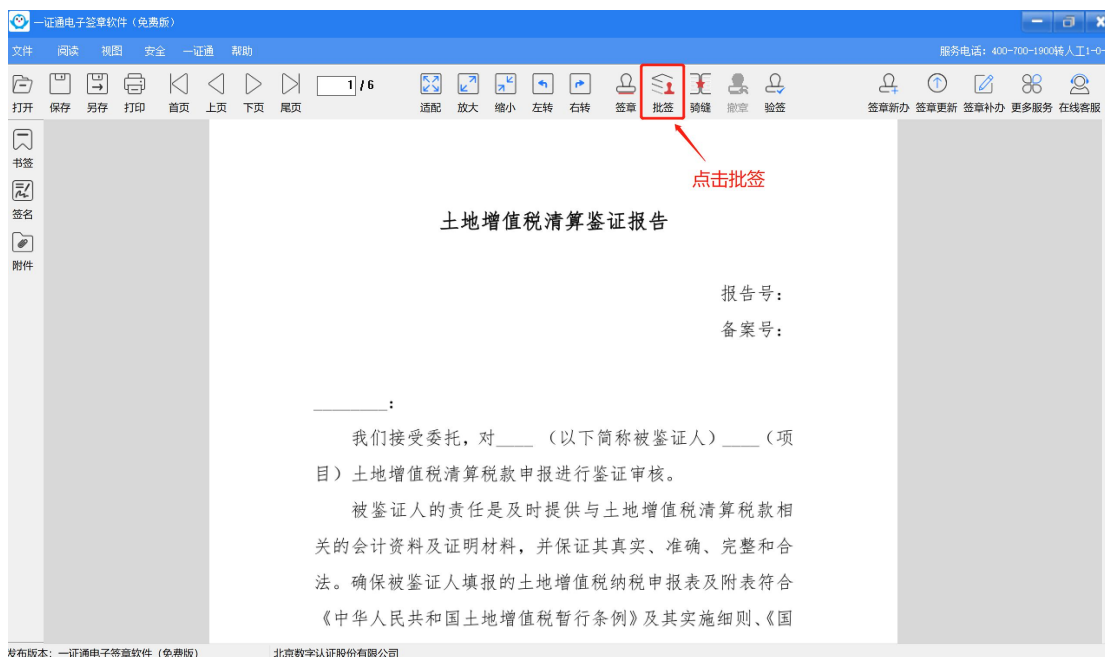 一证通电子签章软件（免费版）
文件 阅读 视图 安全 一证通 帮助 服务电话：400-700-1900转人工1-0-
打开 保存 另存 打印 首页 上页 下页 尾页 1 / 6 适配 放大 缩小 左转 右转 签章 批签 骑缝 撤章 验签 签章新办 签章更新 签章补办 更多服务 在线客服
书签
签名
附件
点击批签
土地增值税清算鉴证报告
报告号：
备案号：
________：
我们接受委托，对____ （以下简称被鉴证人）____（项
目）土地增值税清算税款申报进行鉴证审核。
被鉴证人的责任是及时提供与土地增值税清算税款相
关的会计资料及证明材料，并保证其真实、准确、完整和合
法。确保被鉴证人填报的土地增值税纳税申报表及附表符合
《中华人民共和国土地增值税暂行条例》及其实施细则、《国
发布版本：一证通电子签章软件（免费版） 北京数字认证股份有限公司